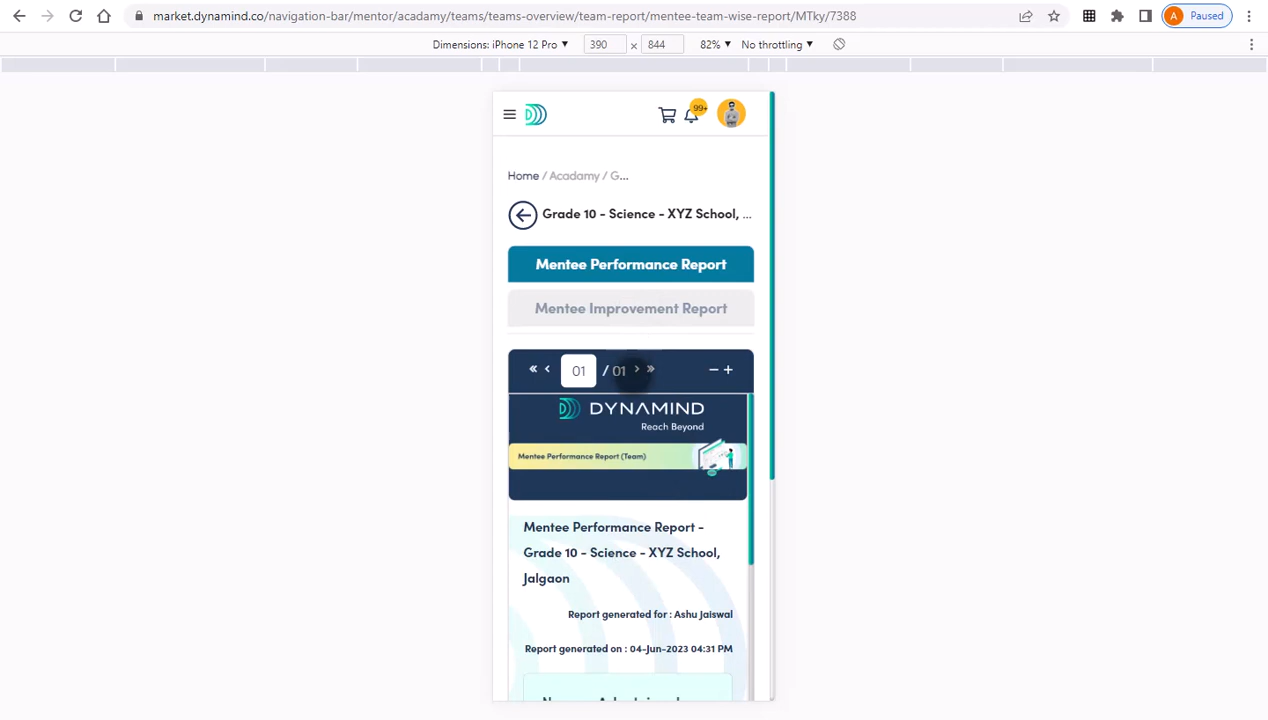 market.dynamind.co/navigation-bar/mentor/acadamy/teams/teams-overview/team-report/mentee-team-wise-report/MTky/7388
A Paused
Dimensions: iPhone 12 Pro 390 × 844 82% No throttling
99+
Home / Acadamy / G...
Grade 10 - Science - XYZ School, ...
Mentee Performance Report
Mentee Improvement Report
« ‹ 01 / 01 › » − +
DYNAMIND
Reach Beyond
Mentee Performance Report (Team)
Mentee Performance Report -
Grade 10 - Science - XYZ School,
Jalgaon
Report generated for : Ashu Jaiswal
Report generated on : 04-Jun-2023 04:31 PM